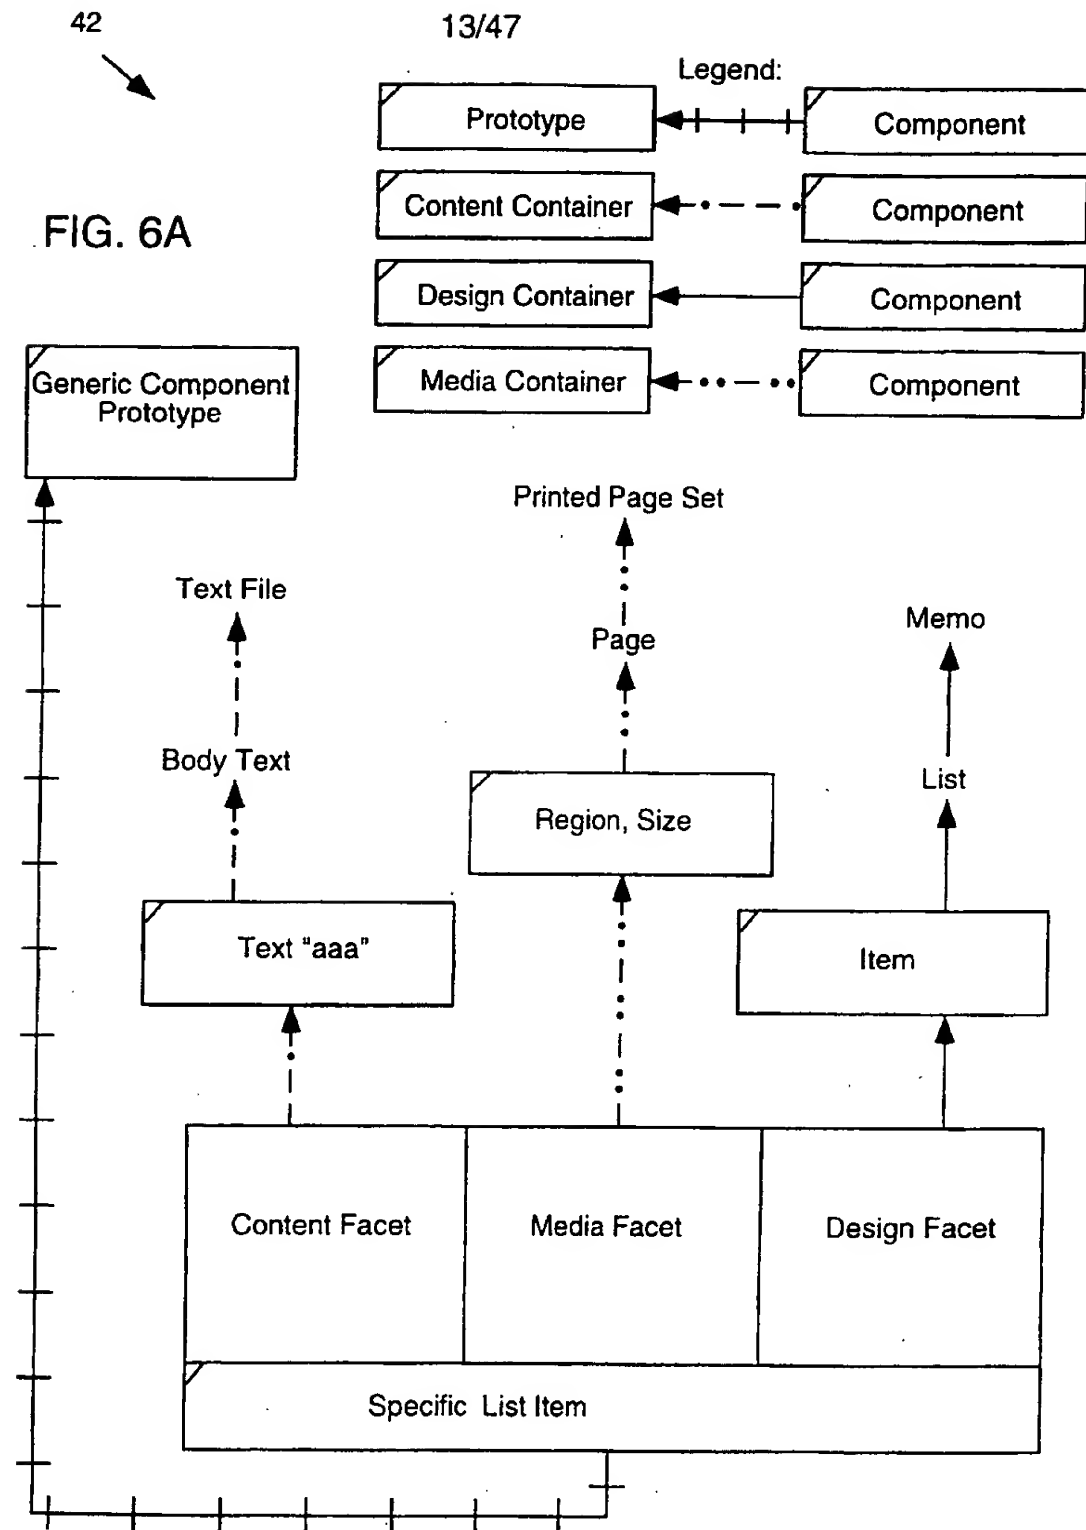 42
13/47
Legend:
Prototype
Component
Content Container
Component
FIG. 6A
Design Container
Component
Media Container
Component
Generic Component
Prototype
Printed Page Set
Text File
Memo
Page
Body Text
List
Region, Size
Text "aaa"
Item
Content Facet
Media Facet
Design Facet
Specific List Item